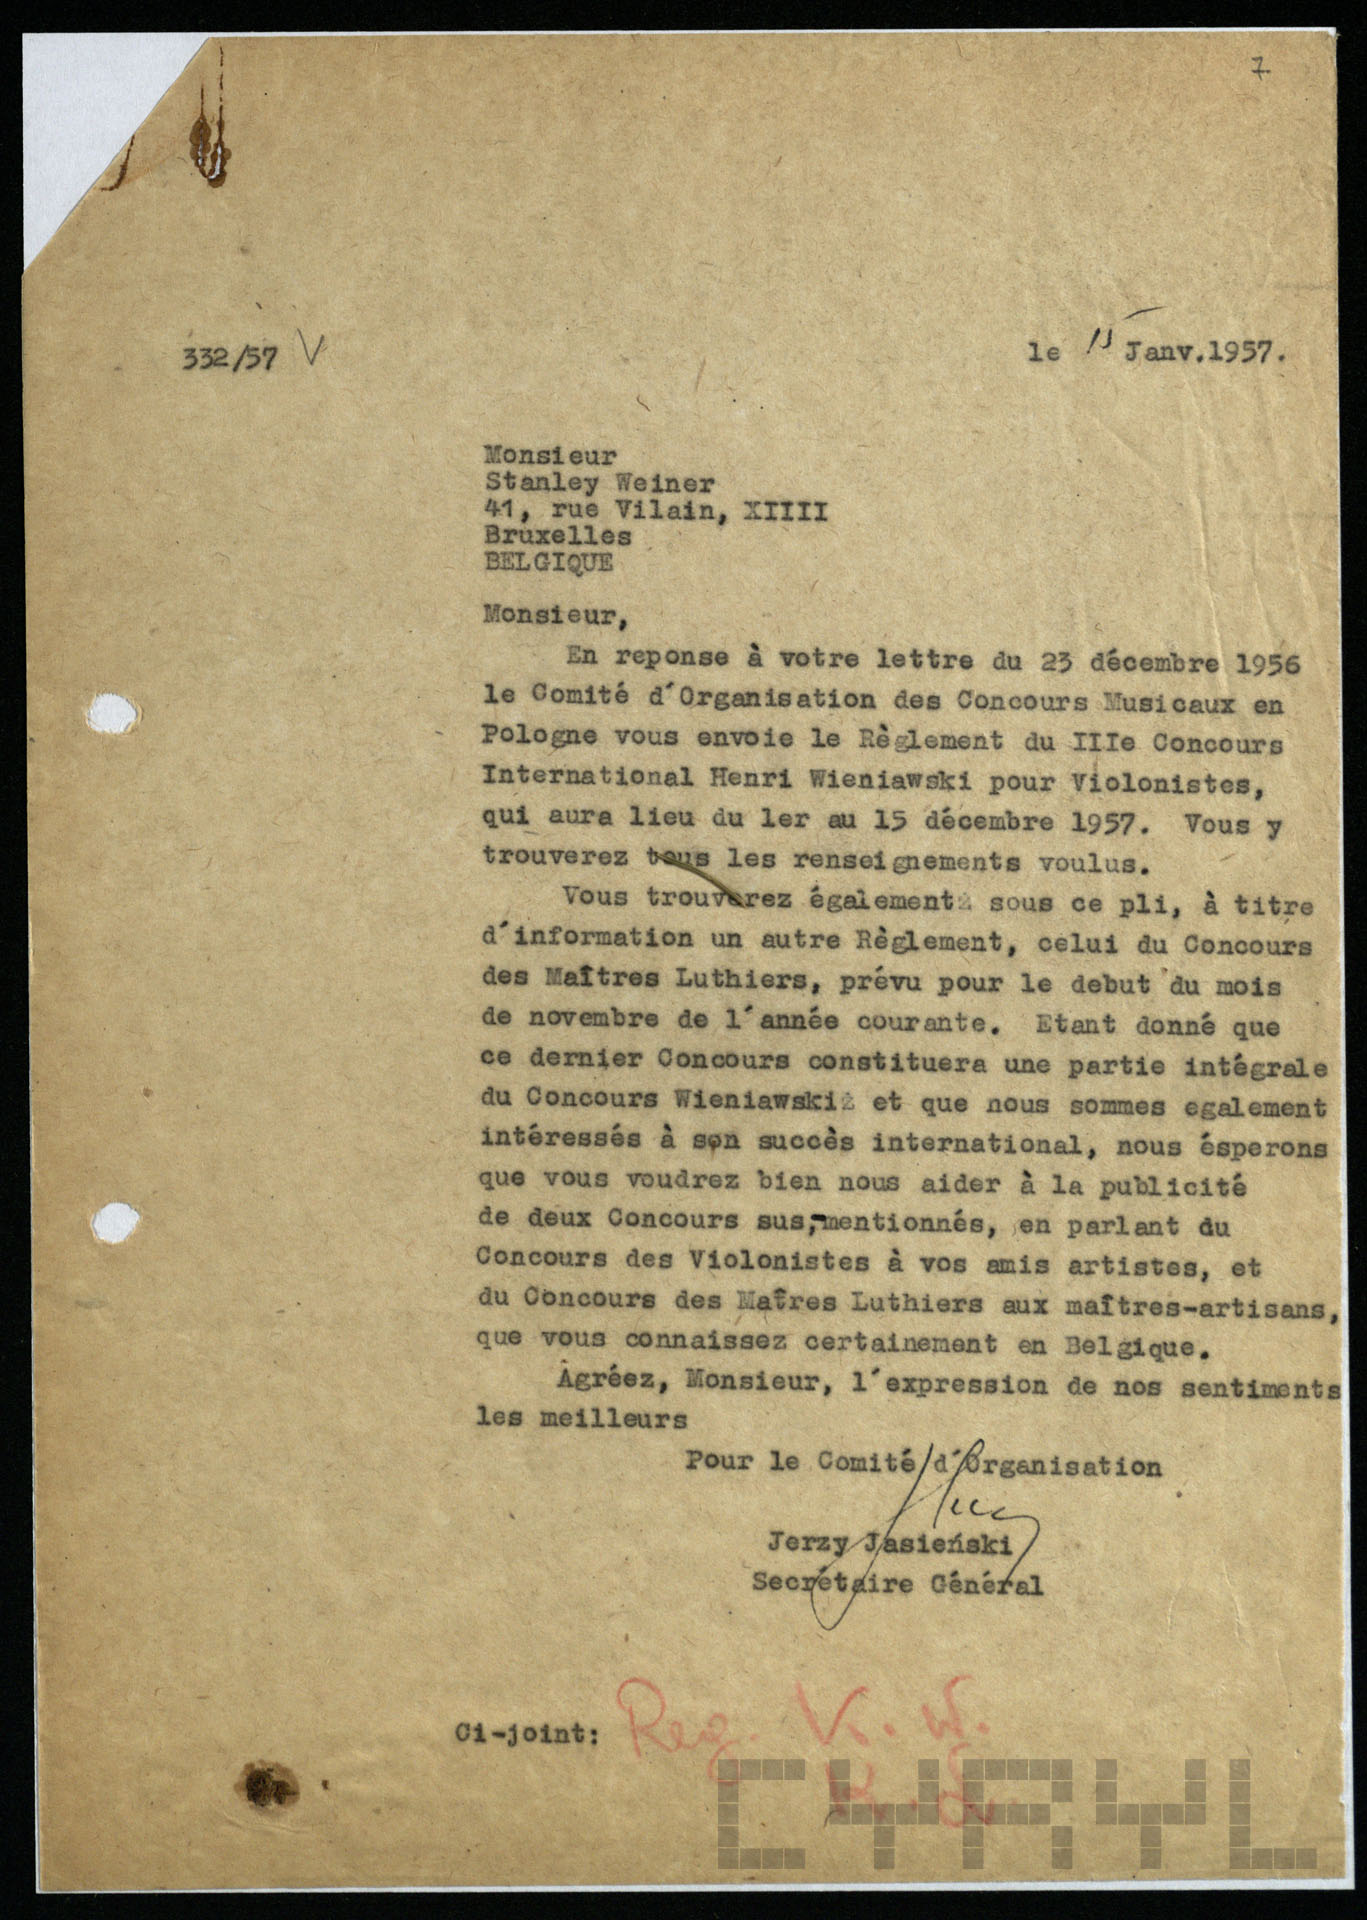 7
332/57 V
le 15 Janv.1957.
Monsieur
Stanley Weiner
41, rue Vilain, XIIII
Bruxelles
BELGIQUE
Monsieur,
En reponse à votre lettre du 23 décembre 1956
le Comité d´Organisation des Concours Musicaux en
Pologne vous envoie le Règlement du IIIe Concours
International Henri Wieniawski pour Violonistes,
qui aura lieu du ler au 15 décembre 1957. Vous y
trouverez tous les renseignements voulus.
Vous trouverez également sous ce pli, à titre
d´information un autre Règlement, celui du Concours
des Maîtres Luthiers, prévu pour le debut du mois
de novembre de l´année courante. Etant donné que
ce dernier Concours constituera une partie intégrale
du Concours Wieniawski et que nous sommes egalement
intéressés à son succès international, nous ésperons
que vous voudrez bien nous aider à la publicité
de deux Concours sus-mentionnés, en parlant du
Concours des Violonistes à vos amis artistes, et
du Concours des Maîres Luthiers aux maîtres-artisans,
que vous connaissez certainement en Belgique.
Agréez, Monsieur, l´expression de nos sentiments
les meilleurs
Pour le Comité d´Organisation
Jerzy Jasieński
Secrétaire Général
Ci-joint: Reg. K. W.
K. L.
CYRYL